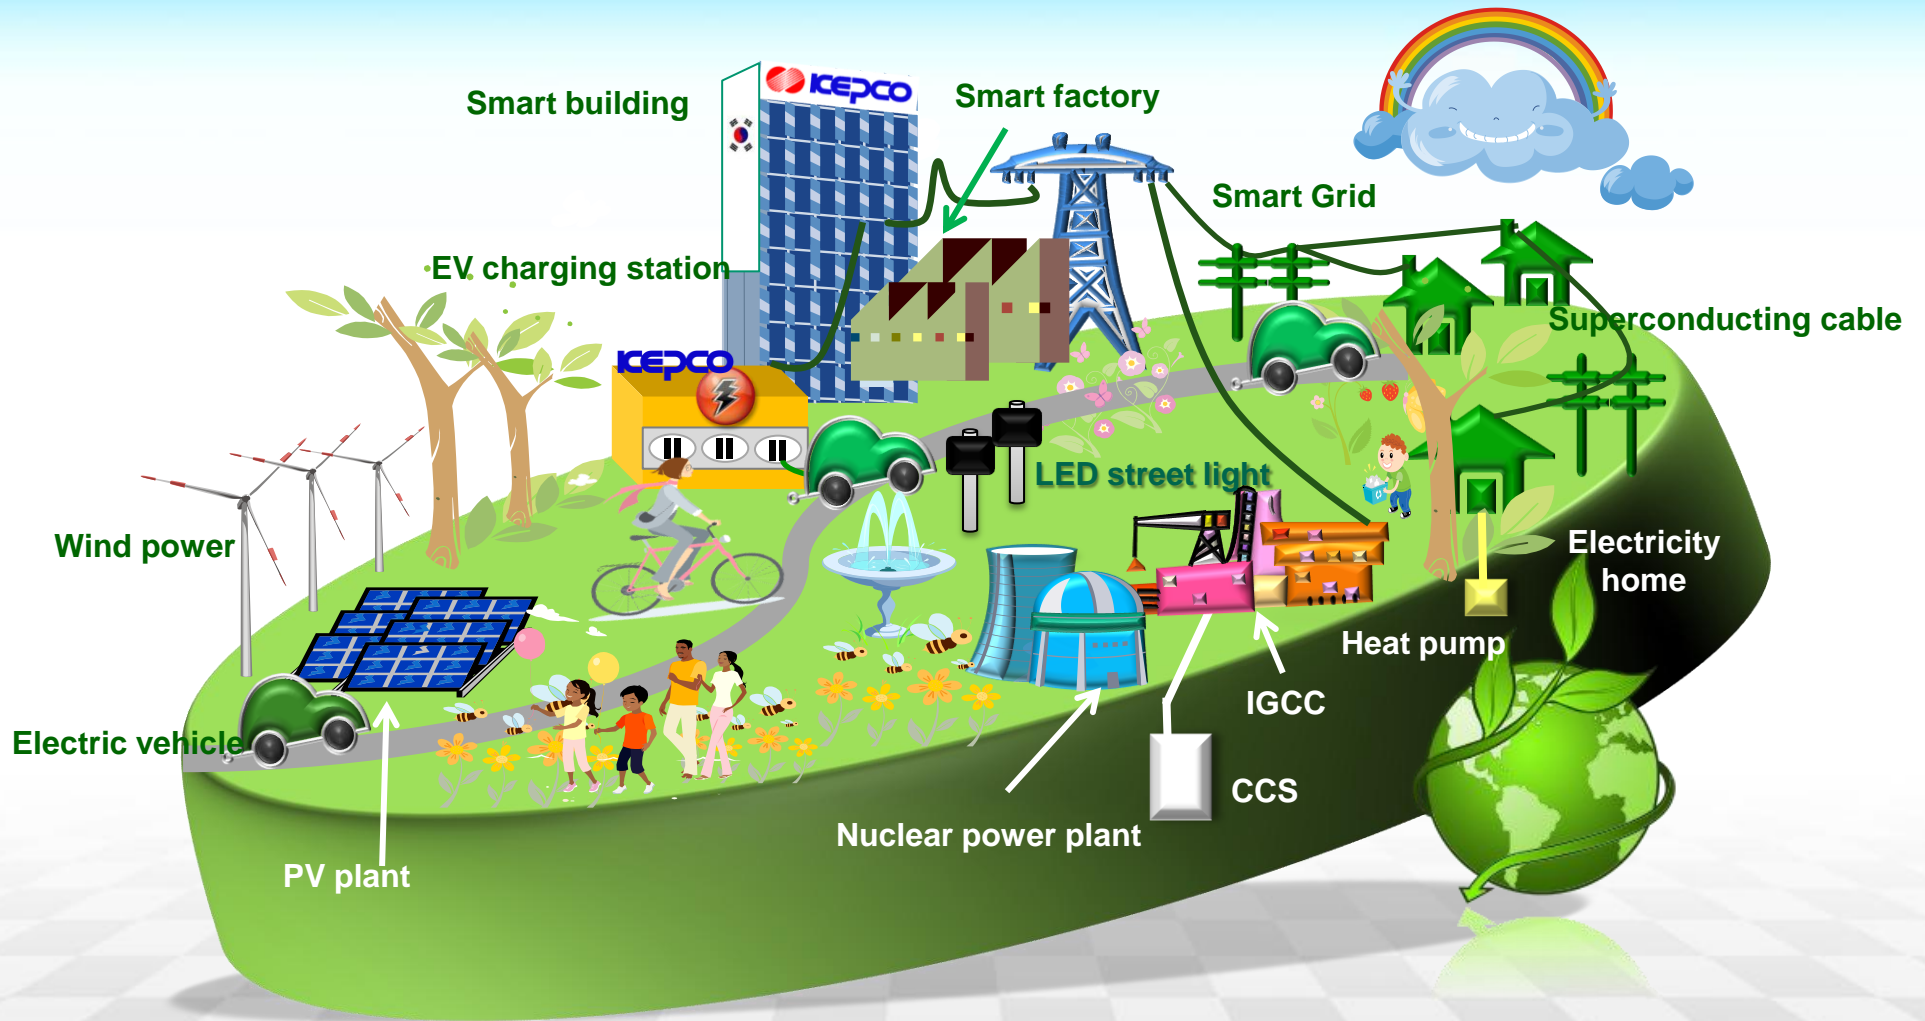 KEPCO
Smart building
Smart factory
Smart Grid
EV charging station
Superconducting cable
KEPCO
LED street light
Wind power
Electricity
home
Heat pump
IGCC
Electric vehicle
CCS
Nuclear power plant
PV plant